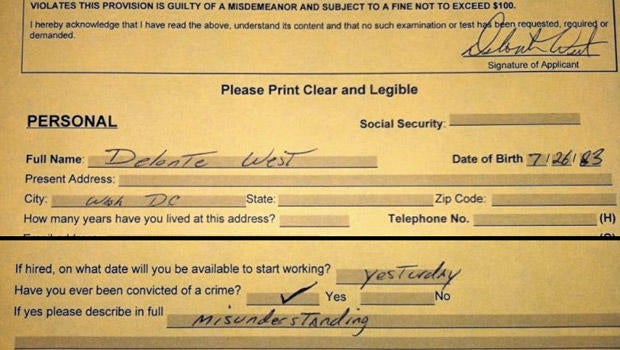 VIOLATES THIS PROVISION IS GUILTY OF A MISDEMEANOR AND SUBJECT TO A FINE NOT TO EXCEED $100.
I hereby acknowledge that I have read the above, understand its content and that no such examination or test has been requested, required or
demanded.
Delonte West
Signature of Applicant
Please Print Clear and Legible
PERSONAL Social Security:
Full Name: Delonte West Date of Birth 7/26/83
Present Address:
City: Wash DC State: Zip Code:
How many years have you lived at this address? Telephone No. (H)
If hired, on what date will you be available to start working? yesturday
Have you ever been convicted of a crime? ✓ Yes No
If yes please describe in full misunderstanding